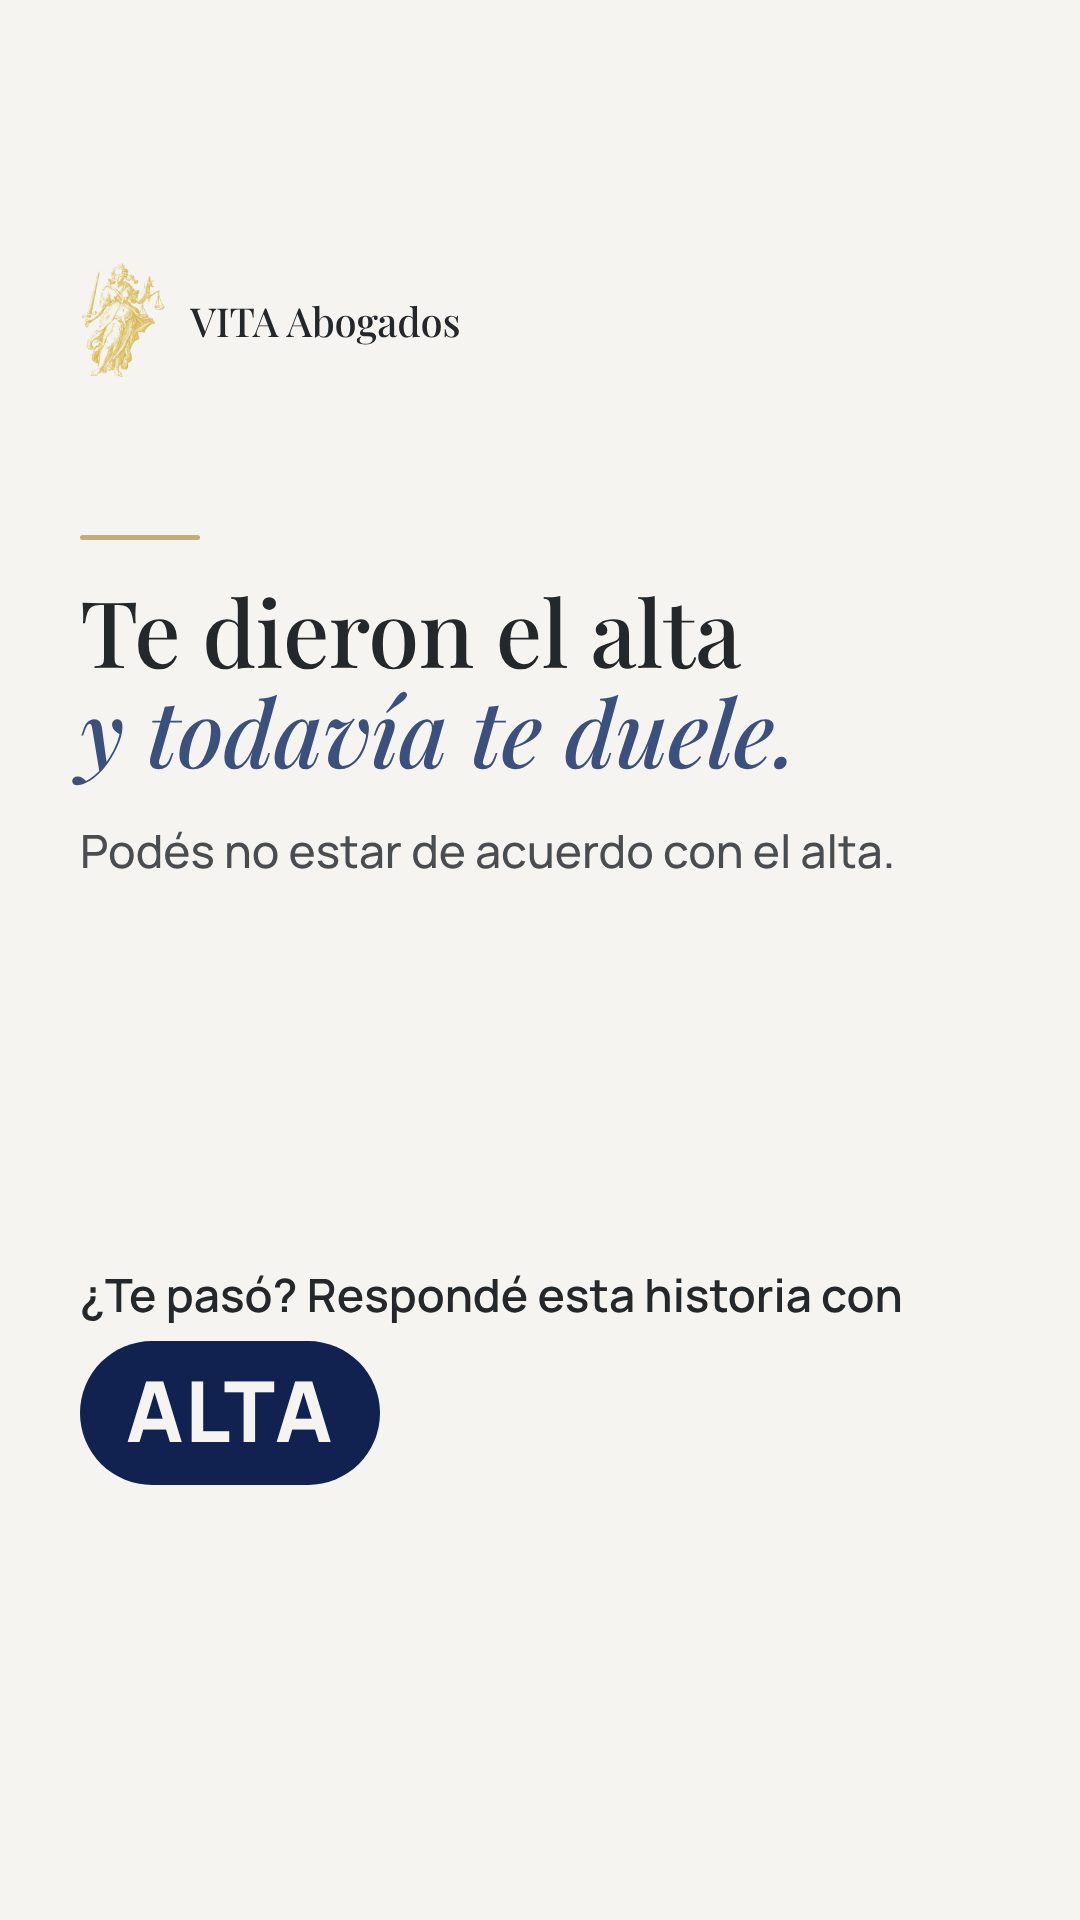 VITA Abogados
Te dieron el alta
y todavía te duele.
Podés no estar de acuerdo con el alta.
¿Te pasó? Respondé esta historia con
ALTA